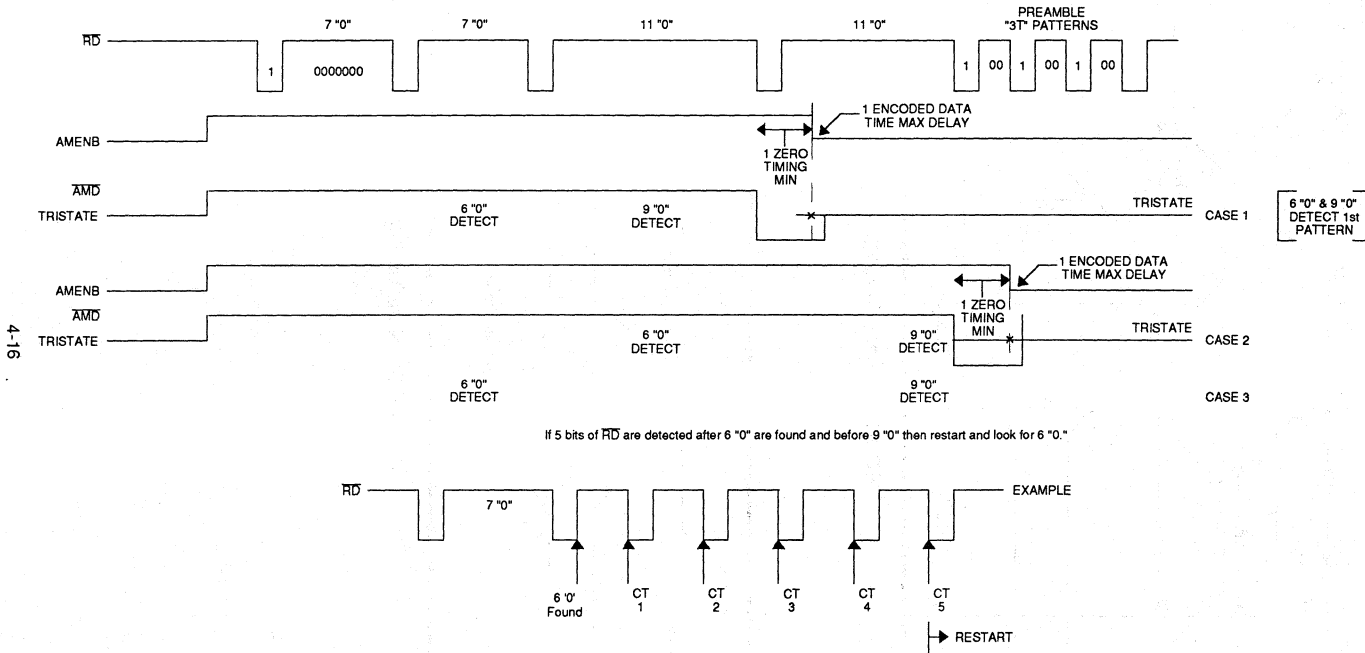 PREAMBLE
"3T" PATTERNS
7 "0" 7 "0" 11 "0" 11 "0"
RD
1 0000000 1 00 1 00 1 00
1 ENCODED DATA
TIME MAX DELAY
AMENB
1 ZERO
TIMING
MIN
AMD
TRISTATE
6 "0"
DETECT
9 "0"
DETECT
TRISTATE
CASE 1
6 "0" & 9 "0"
DETECT 1st
PATTERN
1 ENCODED DATA
TIME MAX DELAY
AMENB
1 ZERO
TIMING
MIN
AMD
TRISTATE
6 "0"
DETECT
9 "0"
DETECT
TRISTATE
CASE 2
4-16
6 "0"
DETECT
9 "0"
DETECT
CASE 3
If 5 bits of RD are detected after 6 "0" are found and before 9 "0" then restart and look for 6 "0."
RD
7 "0"
EXAMPLE
6 '0'
Found
CT
1
CT
2
CT
3
CT
4
CT
5
RESTART